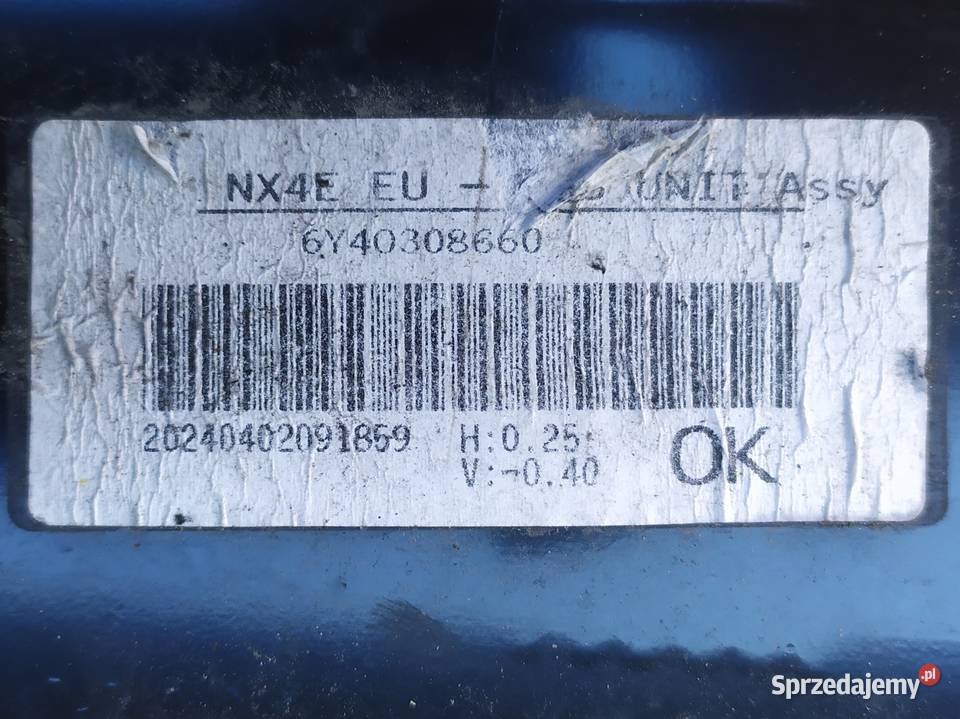 NX4E EU - UNIT Assy
6Y40308660
20240402091859 H:0.25
V:-0.40
OK
Sprzedajemy.pl